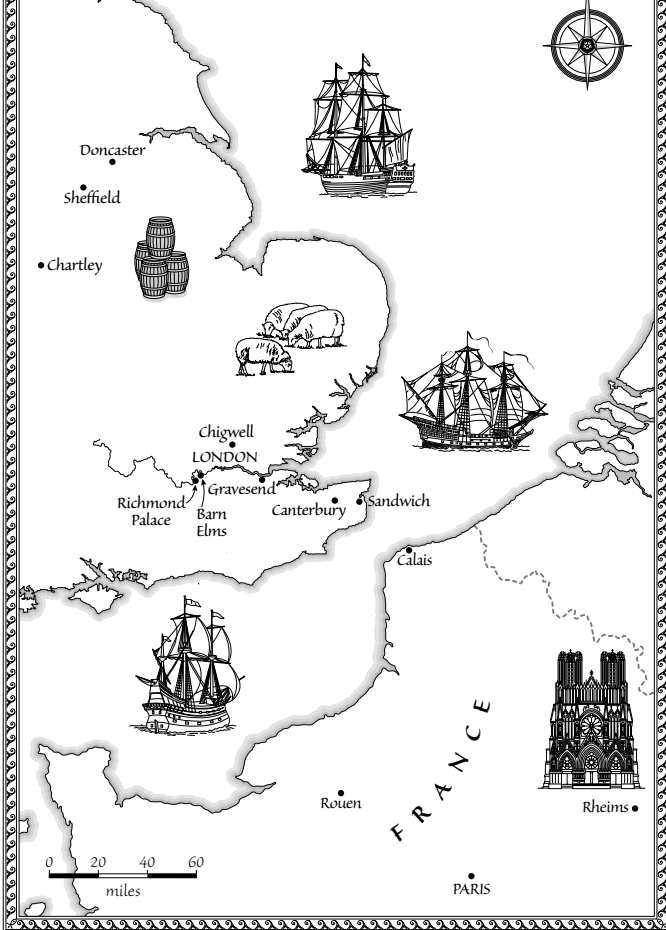 Doncaster
Sheffield
Chartley
Chigwell
LONDON
Gravesend
Richmond
Palace
Barn
Elms
Canterbury
Sandwich
Calais
FRANCE
Rouen
Rheims
PARIS
0 20 40 60
miles